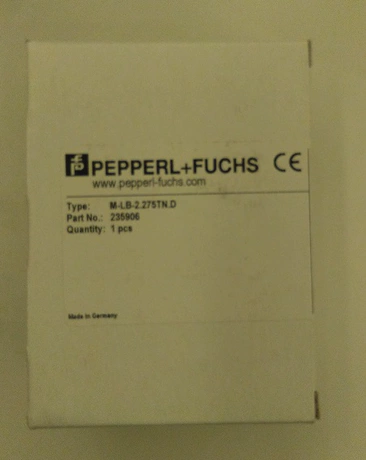 PEPPERL+FUCHS CE
www.pepperl-fuchs.com
Type: M-LB-2.275TN.D
Part No.: 235906
Quantity: 1 pcs
Made in Germany